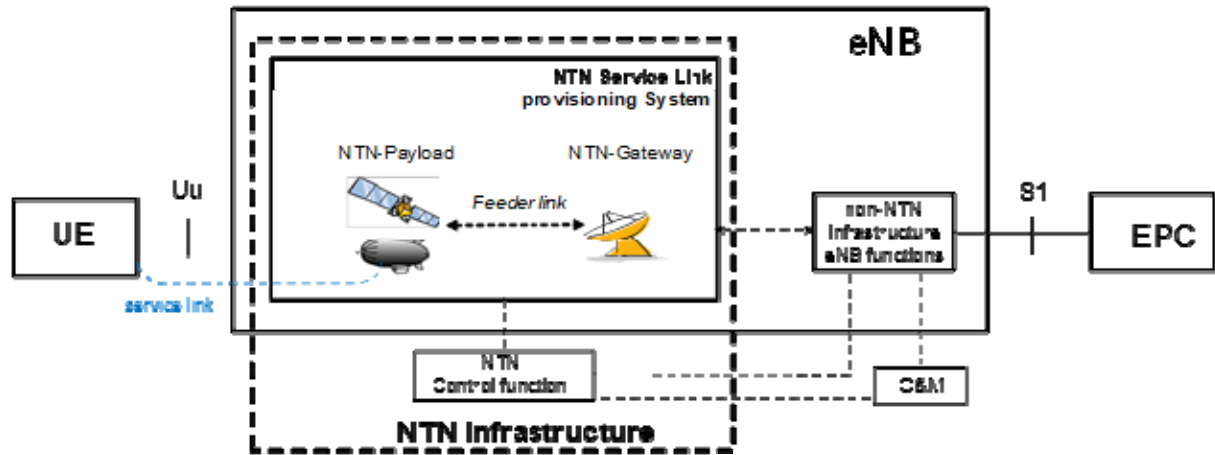 eNB
NTN Service Link
provisioning System
NTN-Payload
NTN-Gateway
Uu
Feeder link
S1
UE
non-NTN
infrastructure
eNB functions
EPC
service link
NTN
Control function
O&M
NTN infrastructure